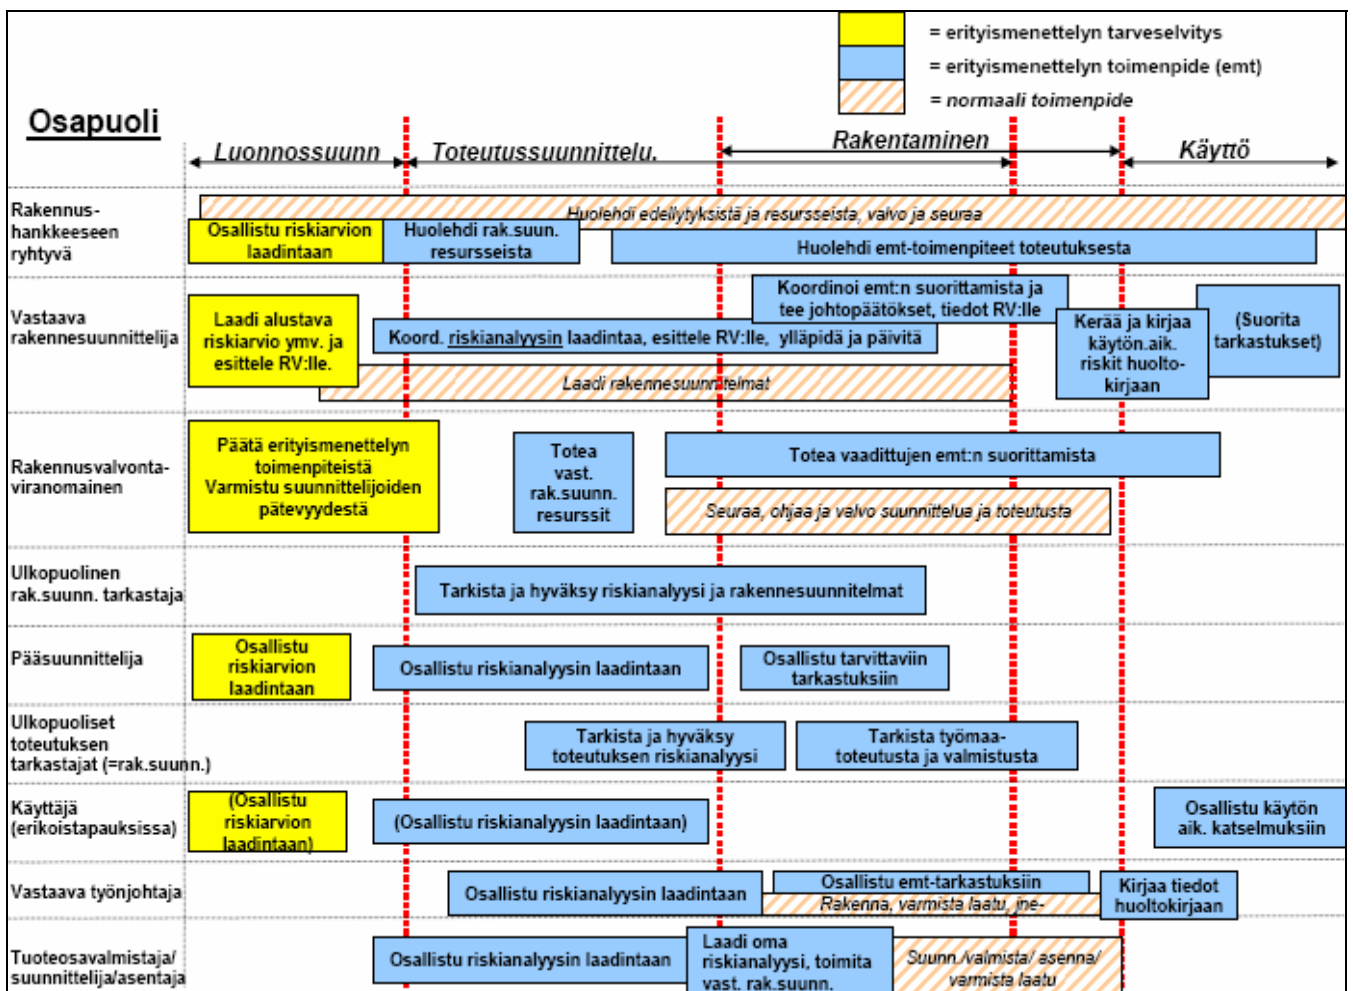 = erityismenettelyn tarveselvitys
= erityismenettelyn toimenpide (emt)
= normaali toimenpide
Osapuoli
Luonnossuunn
Toteutussuunnittelu.
Rakentaminen
Käyttö
Rakennus-
hankkeeseen
ryhtyvä
Huolehdi edellytyksistä ja resursseista, valvo ja seuraa
Osallistu riskiarvion
laadintaan
Huolehdi rak.suun.
resursseista
Huolehdi emt-toimenpiteet toteutuksesta
Vastaava
rakennesuunnittelija
Laadi alustava
riskiarvio ymv. ja
esittele RV:lle.
Koord. riskianalyysin laadintaa, esittele RV:lle, ylläpidä ja päivitä
Koordinoi emt:n suorittamista ja
tee johtopäätökset, tiedot RV:lle
Kerää ja kirjaa
käytön.aik.
riskit huolto-
kirjaan
(Suorita
tarkastukset)
Laadi rakennesuunnitelmat
Rakennusvalvonta-
viranomainen
Päätä erityismenettelyn
toimenpiteistä
Varmistu suunnittelijoiden
pätevyydestä
Totea
vast.
rak.suunn.
resurssit
Totea vaadittujen emt:n suorittamista
Seuraa, ohjaa ja valvo suunnittelua ja toteutusta
Ulkopuolinen
rak.suunn. tarkastaja
Tarkista ja hyväksy riskianalyysi ja rakennesuunnitelmat
Pääsuunnittelija
Osallistu
riskiarvion
laadintaan
Osallistu riskianalyysin laadintaan
Osallistu tarvittaviin
tarkastuksiin
Ulkopuoliset
toteutuksen
tarkastajat (=rak.suunn.)
Tarkista ja hyväksy
toteutuksen riskianalyysi
Tarkista työmaa-
toteutusta ja valmistusta
Käyttäjä
(erikoistapauksissa)
(Osallistu
riskiarvion
laadintaan)
(Osallistu riskianalyysin laadintaan)
Osallistu käytön
aik. katselmuksiin
Vastaava työnjohtaja
Osallistu riskianalyysin laadintaan
Osallistu emt-tarkastuksiin
Rakenna, varmista laatu, jne-
Kirjaa tiedot
huoltokirjaan
Tuoteosavalmistaja/
suunnittelija/asentaja
Osallistu riskianalyysin laadintaan
Laadi oma
riskianalyysi, toimita
vast. rak.suunn.
Suunn./valmista/ asenna/
varmista laatu